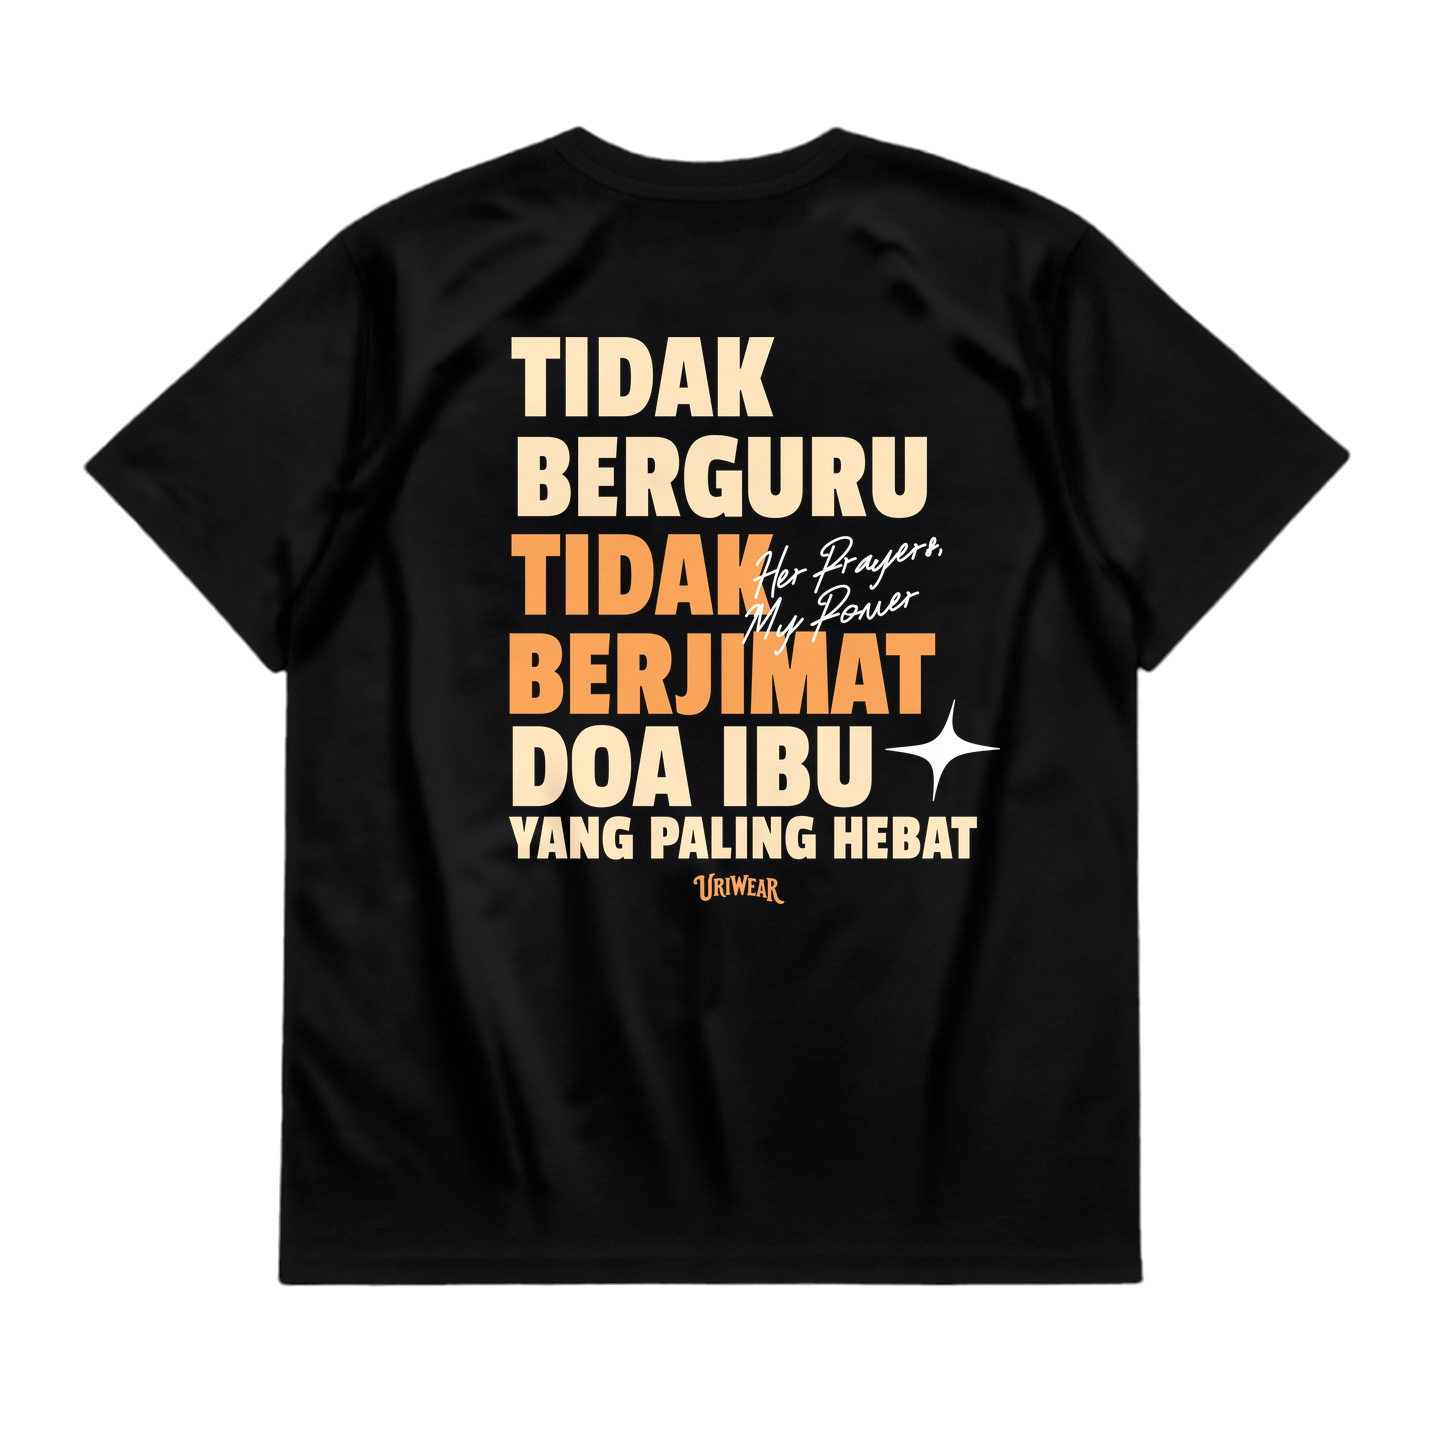 TIDAK
BERGURU
TIDAK
Her Prayers,
My Power
BERJIMAT
DOA IBU
YANG PALING HEBAT
URIWEAR